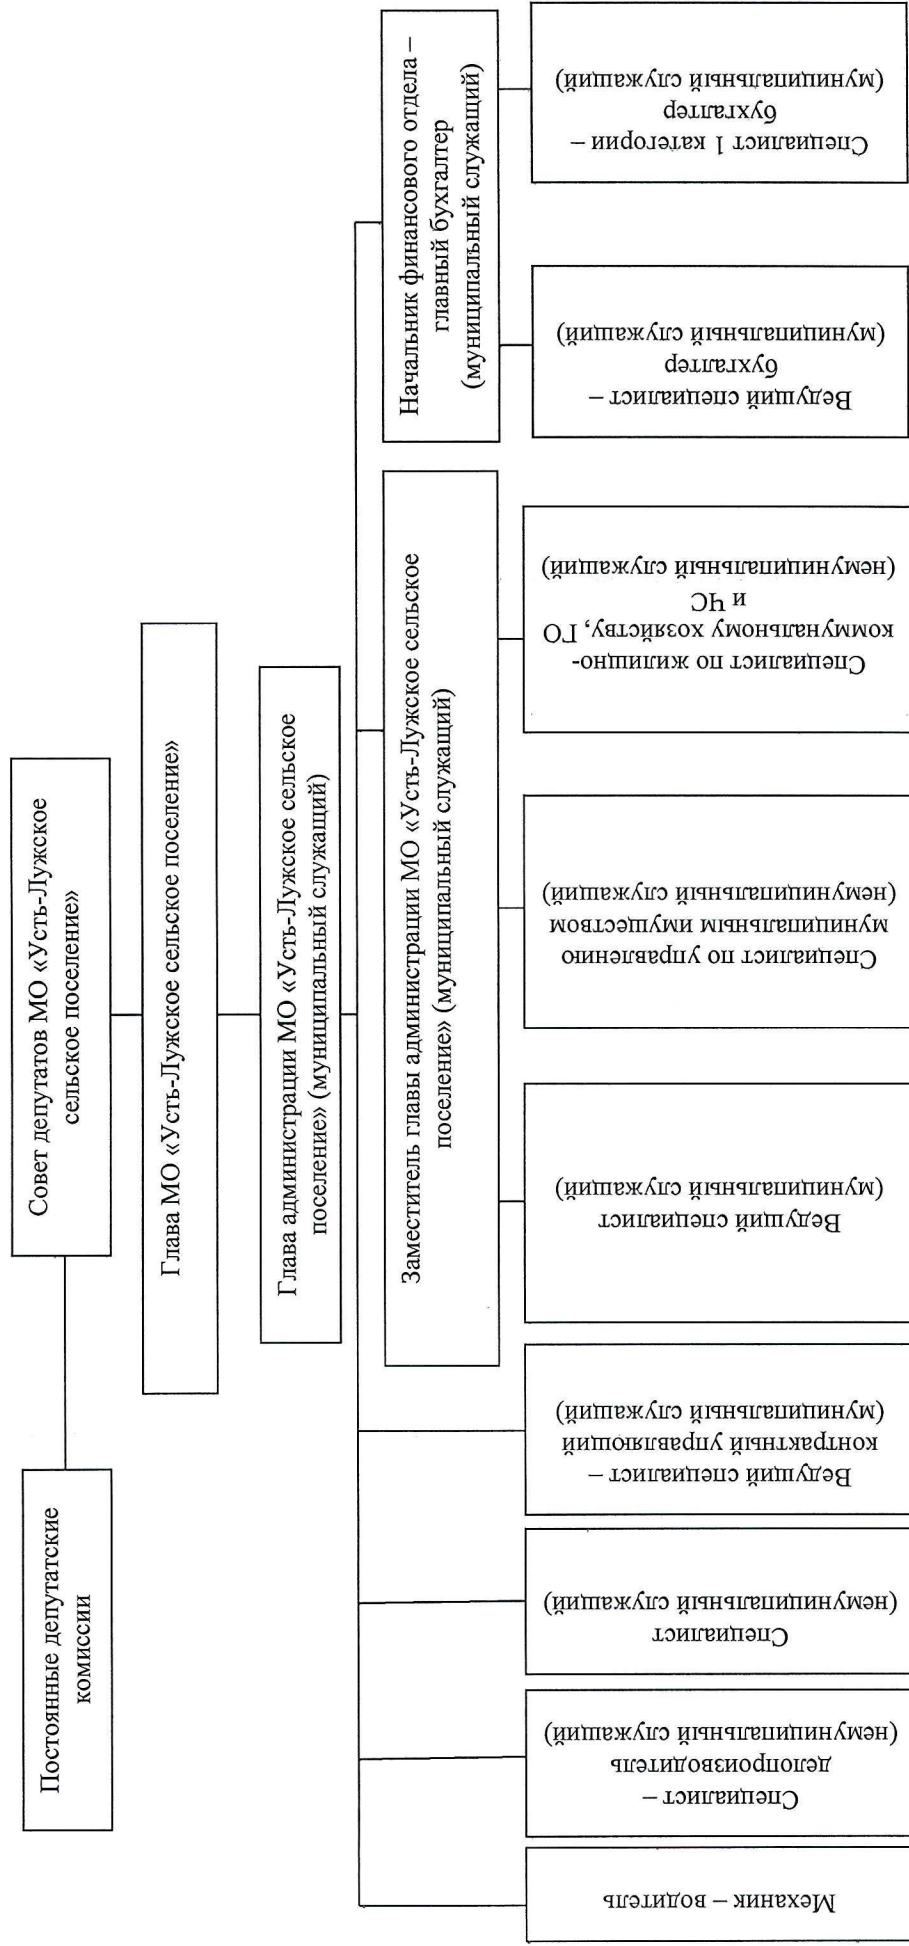 Постоянные депутатские
комиссии
Совет депутатов МО «Усть-Лужское
сельское поселение»
Глава МО «Усть-Лужское сельское поселение»
Глава администрации МО «Усть-Лужское сельское
поселение» (муниципальный служащий)
Заместитель главы администрации МО «Усть-Лужское сельское
поселение» (муниципальный служащий)
Начальник финансового отдела –
главный бухгалтер
(муниципальный служащий)
Механик – водитель
Специалист –
делопроизводитель
(немуниципальный служащий)
Специалист
(немуниципальный служащий)
Ведущий специалист –
контрактный управляющий
(муниципальный служащий)
Ведущий специалист
(муниципальный служащий)
Специалист по управлению
муниципальным имуществом
(немуниципальный служащий)
Специалист по жилищно-
коммунальному хозяйству, ГО
и ЧС
(немуниципальный служащий)
Ведущий специалист –
бухгалтер
(муниципальный служащий)
Специалист 1 категории –
бухгалтер
(муниципальный служащий)